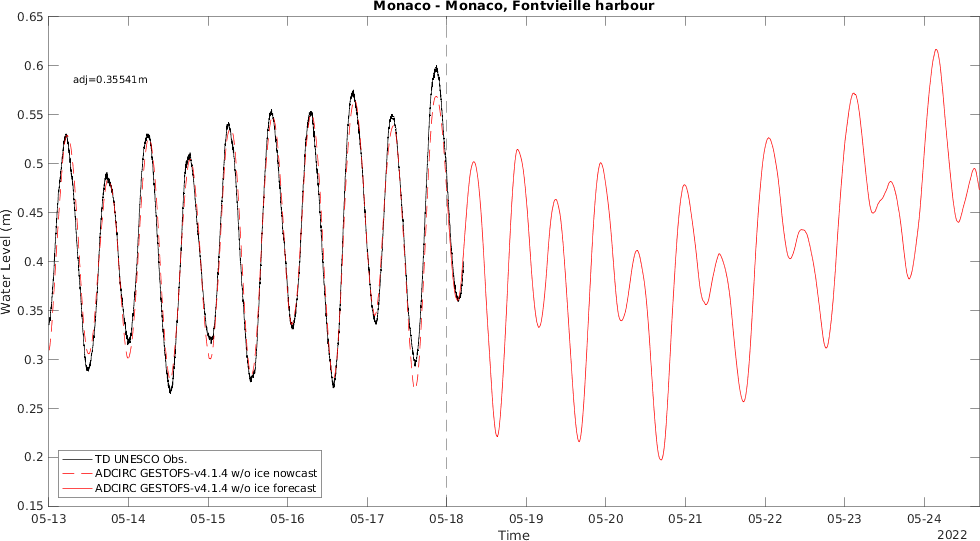 Monaco - Monaco, Fontvieille harbour
0.65
0.6
0.55
0.5
0.45
0.4
0.35
0.3
0.25
0.2
0.15
Water Level (m)
adj=0.35541m
TD UNESCO Obs.
ADCIRC GESTOFS-v4.1.4 w/o ice nowcast
ADCIRC GESTOFS-v4.1.4 w/o ice forecast
05-13 05-14 05-15 05-16 05-17 05-18 05-19 05-20 05-21 05-22 05-23 05-24
Time
2022